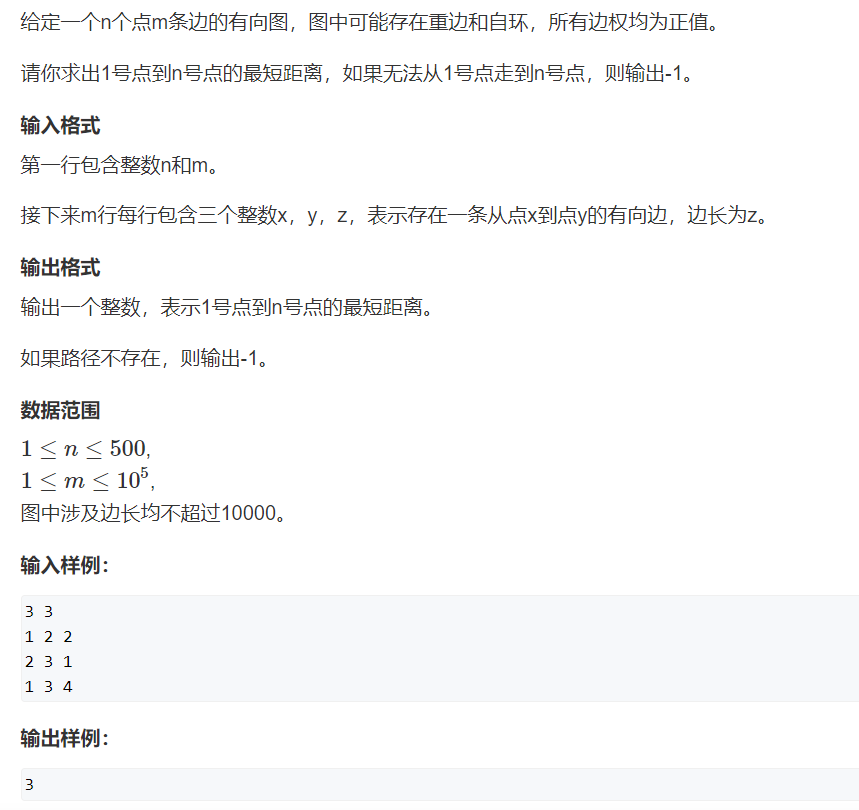 给定一个n个点m条边的有向图，图中可能存在重边和自环，所有边权均为正值。
请你求出1号点到n号点的最短距离，如果无法从1号点走到n号点，则输出-1。
输入格式
第一行包含整数n和m。
接下来m行每行包含三个整数x，y，z，表示存在一条从点x到点y的有向边，边长为z。
输出格式
输出一个整数，表示1号点到n号点的最短距离。
如果路径不存在，则输出-1。
数据范围
1 ≤ n ≤ 500,
1 ≤ m ≤ 10⁵,
图中涉及边长均不超过10000。
输入样例：
3 3
1 2 2
2 3 1
1 3 4
输出样例：
3